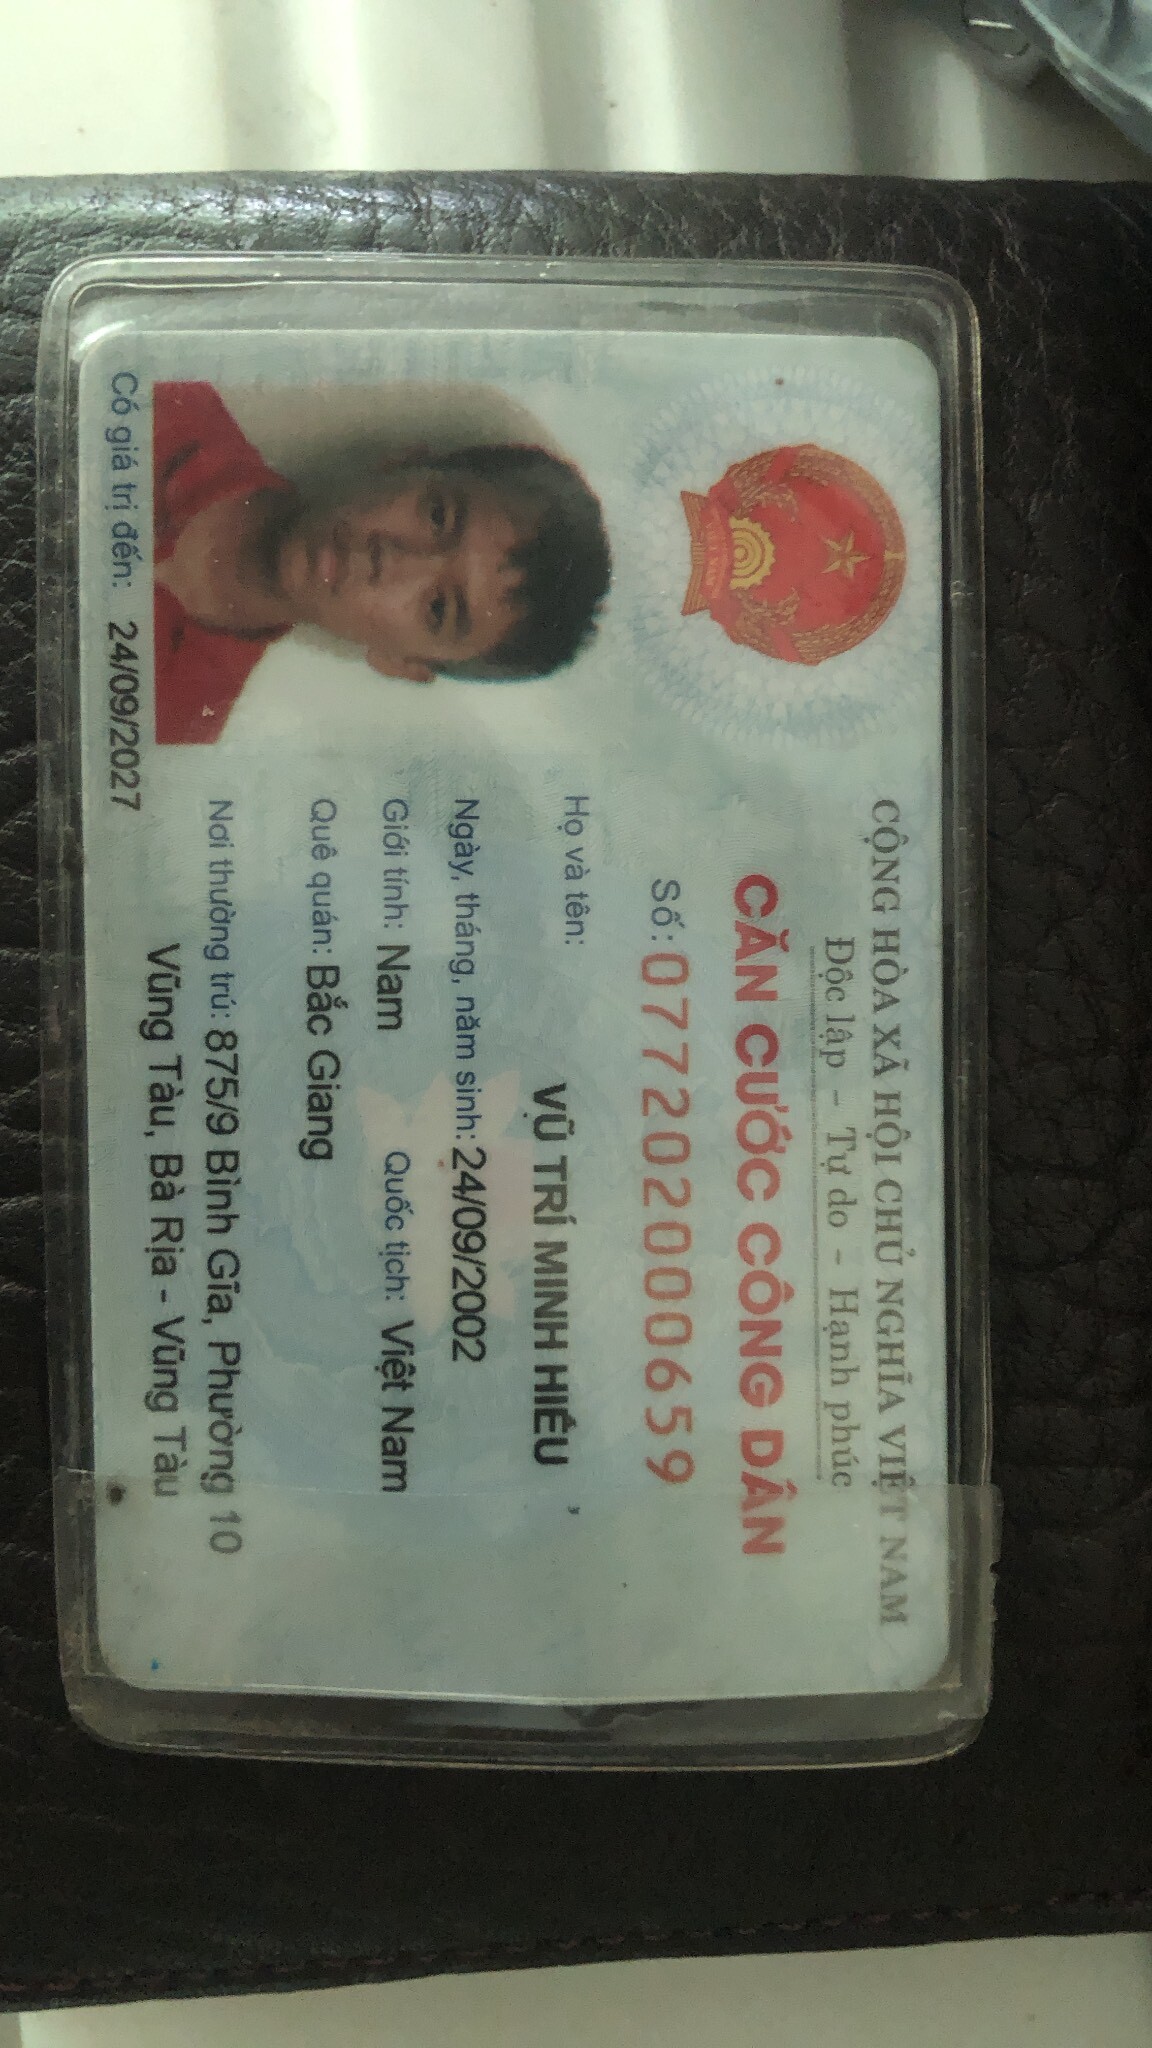 CỘNG HÒA XÃ HỘI CHỦ NGHĨA VIỆT NAM
Độc lập - Tự do - Hạnh phúc
CĂN CƯỚC CÔNG DÂN
Số: 077202000659
Họ và tên:
VŨ TRÍ MINH HIẾU
Ngày, tháng, năm sinh: 24/09/2002
Giới tính: Nam Quốc tịch: Việt Nam
Quê quán: Bắc Giang
Nơi thường trú: 875/9 Bình Gĩa, Phường 10
Vũng Tàu, Bà Rịa - Vũng Tàu
Có giá trị đến: 24/09/2027